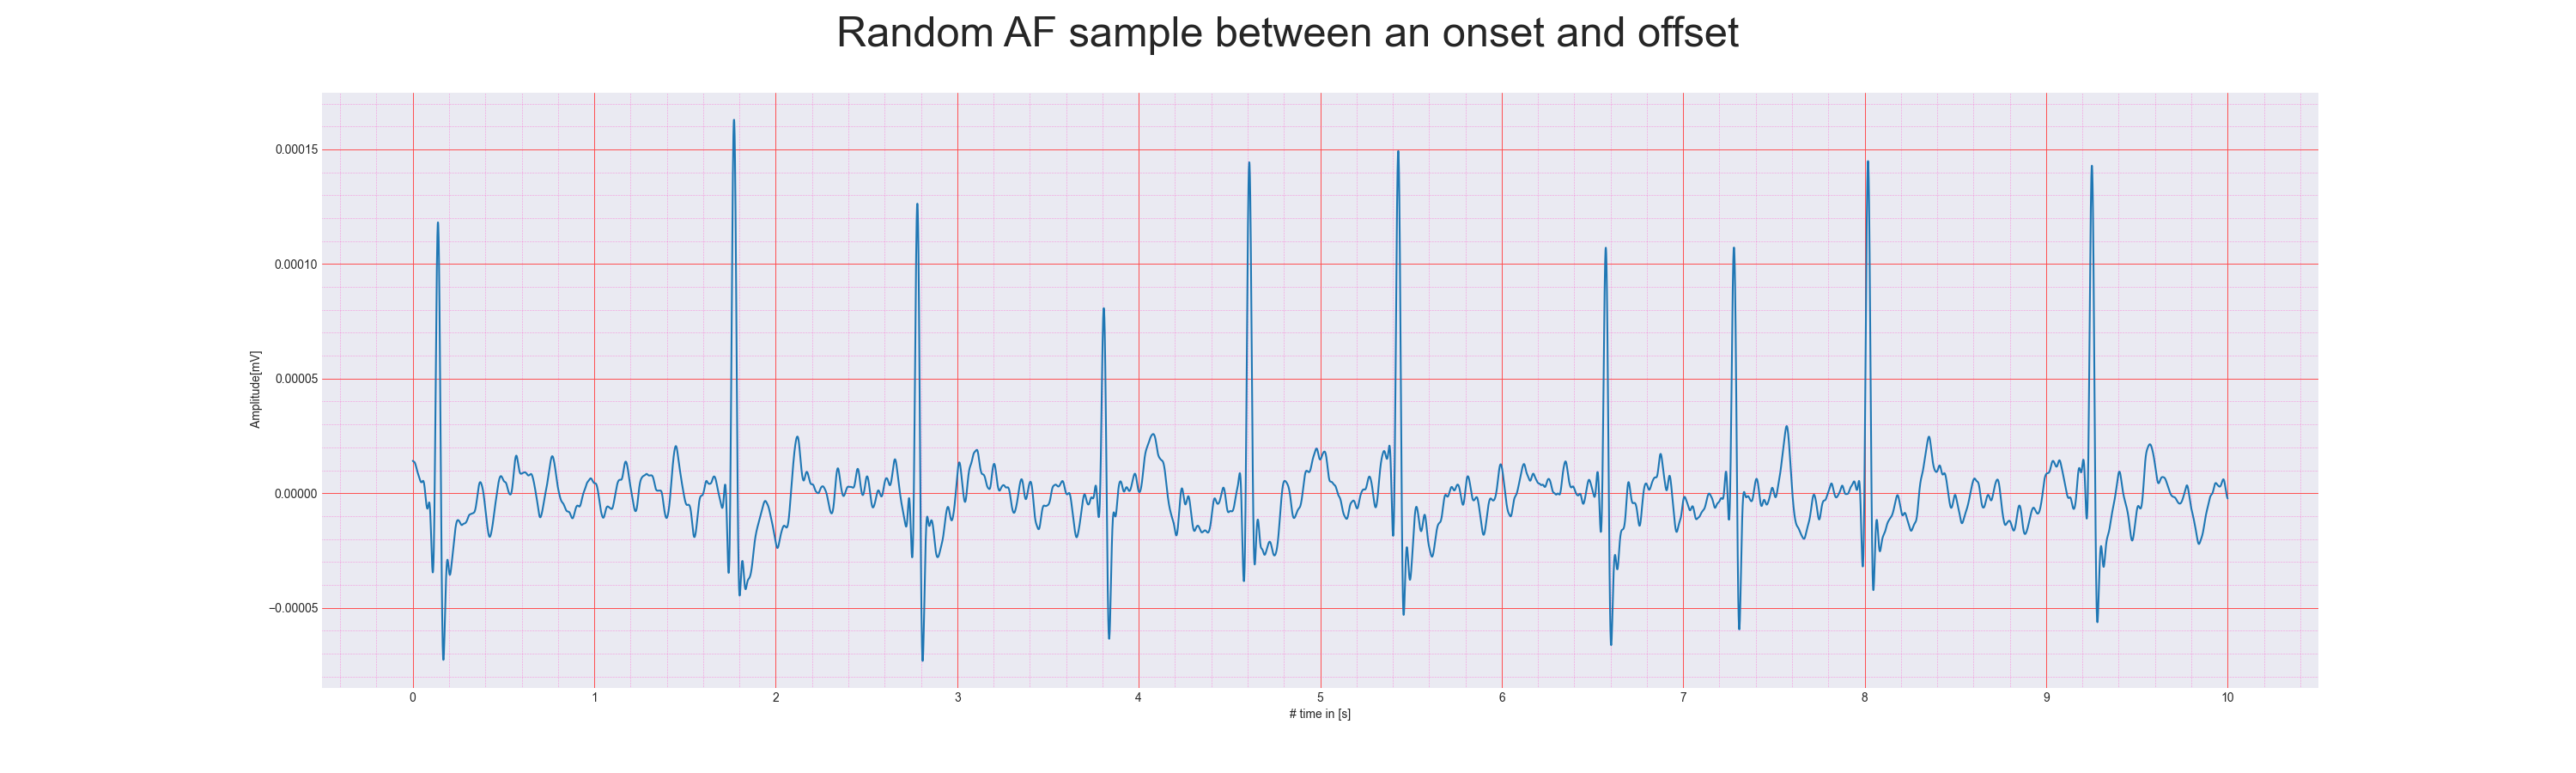 Random AF sample between an onset and offset
0.00015
0.00010
0.00005
0.00000
−0.00005
Amplitude[mV]
0 1 2 3 4 5 6 7 8 9 10
# time in [s]